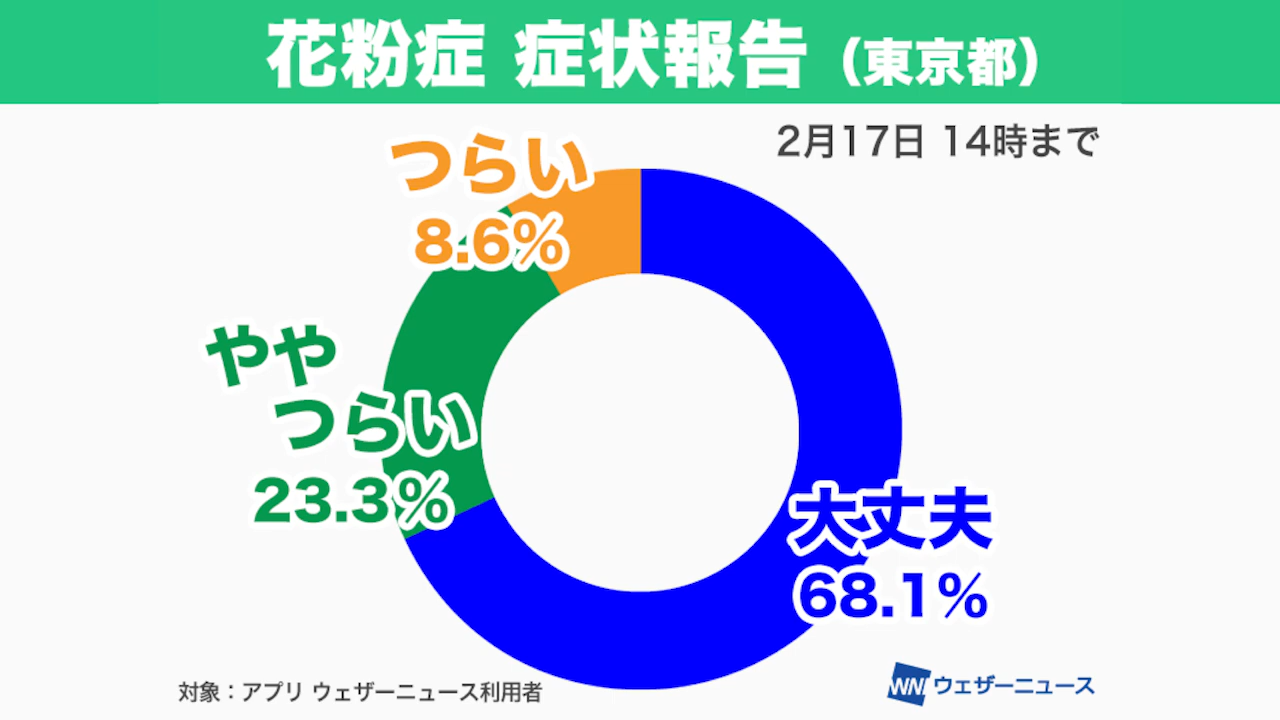 花粉症 症状報告（東京都）
2月17日 14時まで
つらい
8.6%
やや
つらい
23.3%
大丈夫
68.1%
対象：アプリ ウェザーニュース利用者
WN ウェザーニュース